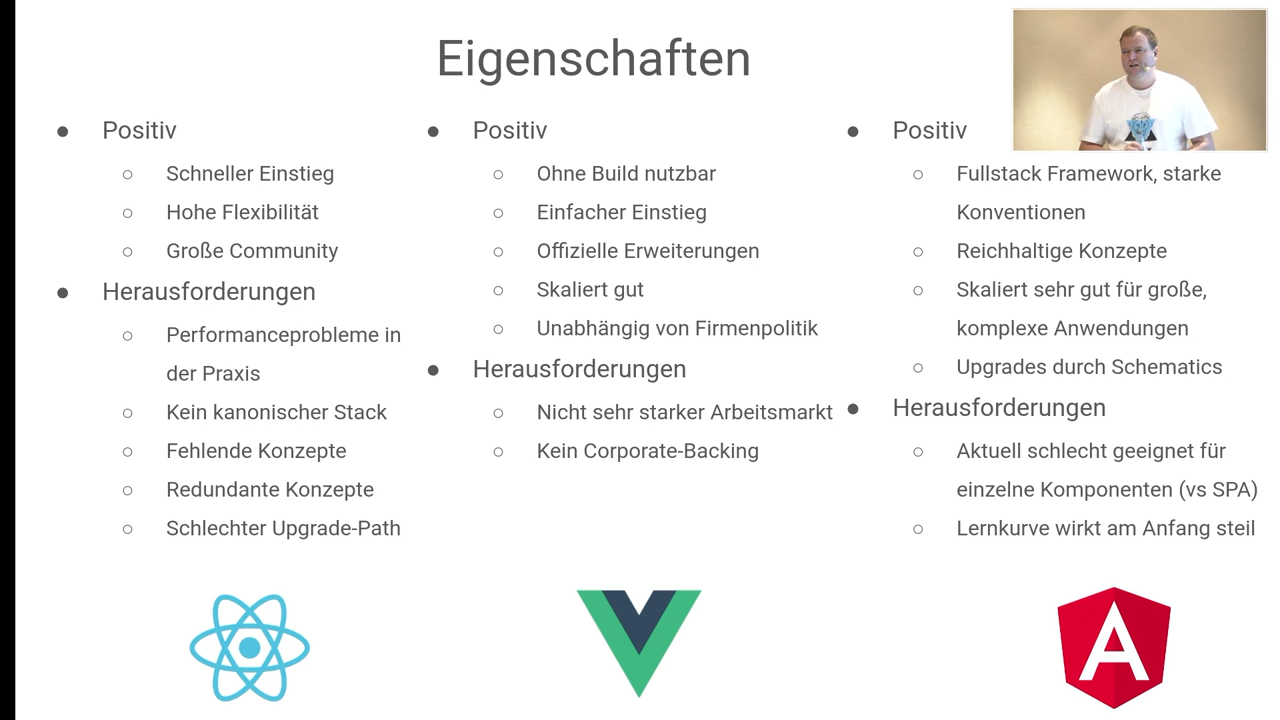 Eigenschaften
Positiv
Schneller Einstieg
Hohe Flexibilität
Große Community
Herausforderungen
Performanceprobleme in
der Praxis
Kein kanonischer Stack
Fehlende Konzepte
Redundante Konzepte
Schlechter Upgrade-Path
Positiv
Ohne Build nutzbar
Einfacher Einstieg
Offizielle Erweiterungen
Skaliert gut
Unabhängig von Firmenpolitik
Herausforderungen
Nicht sehr starker Arbeitsmarkt
Kein Corporate-Backing
Positiv
Fullstack Framework, starke
Konventionen
Reichhaltige Konzepte
Skaliert sehr gut für große,
komplexe Anwendungen
Upgrades durch Schematics
Herausforderungen
Aktuell schlecht geeignet für
einzelne Komponenten (vs SPA)
Lernkurve wirkt am Anfang steil
A